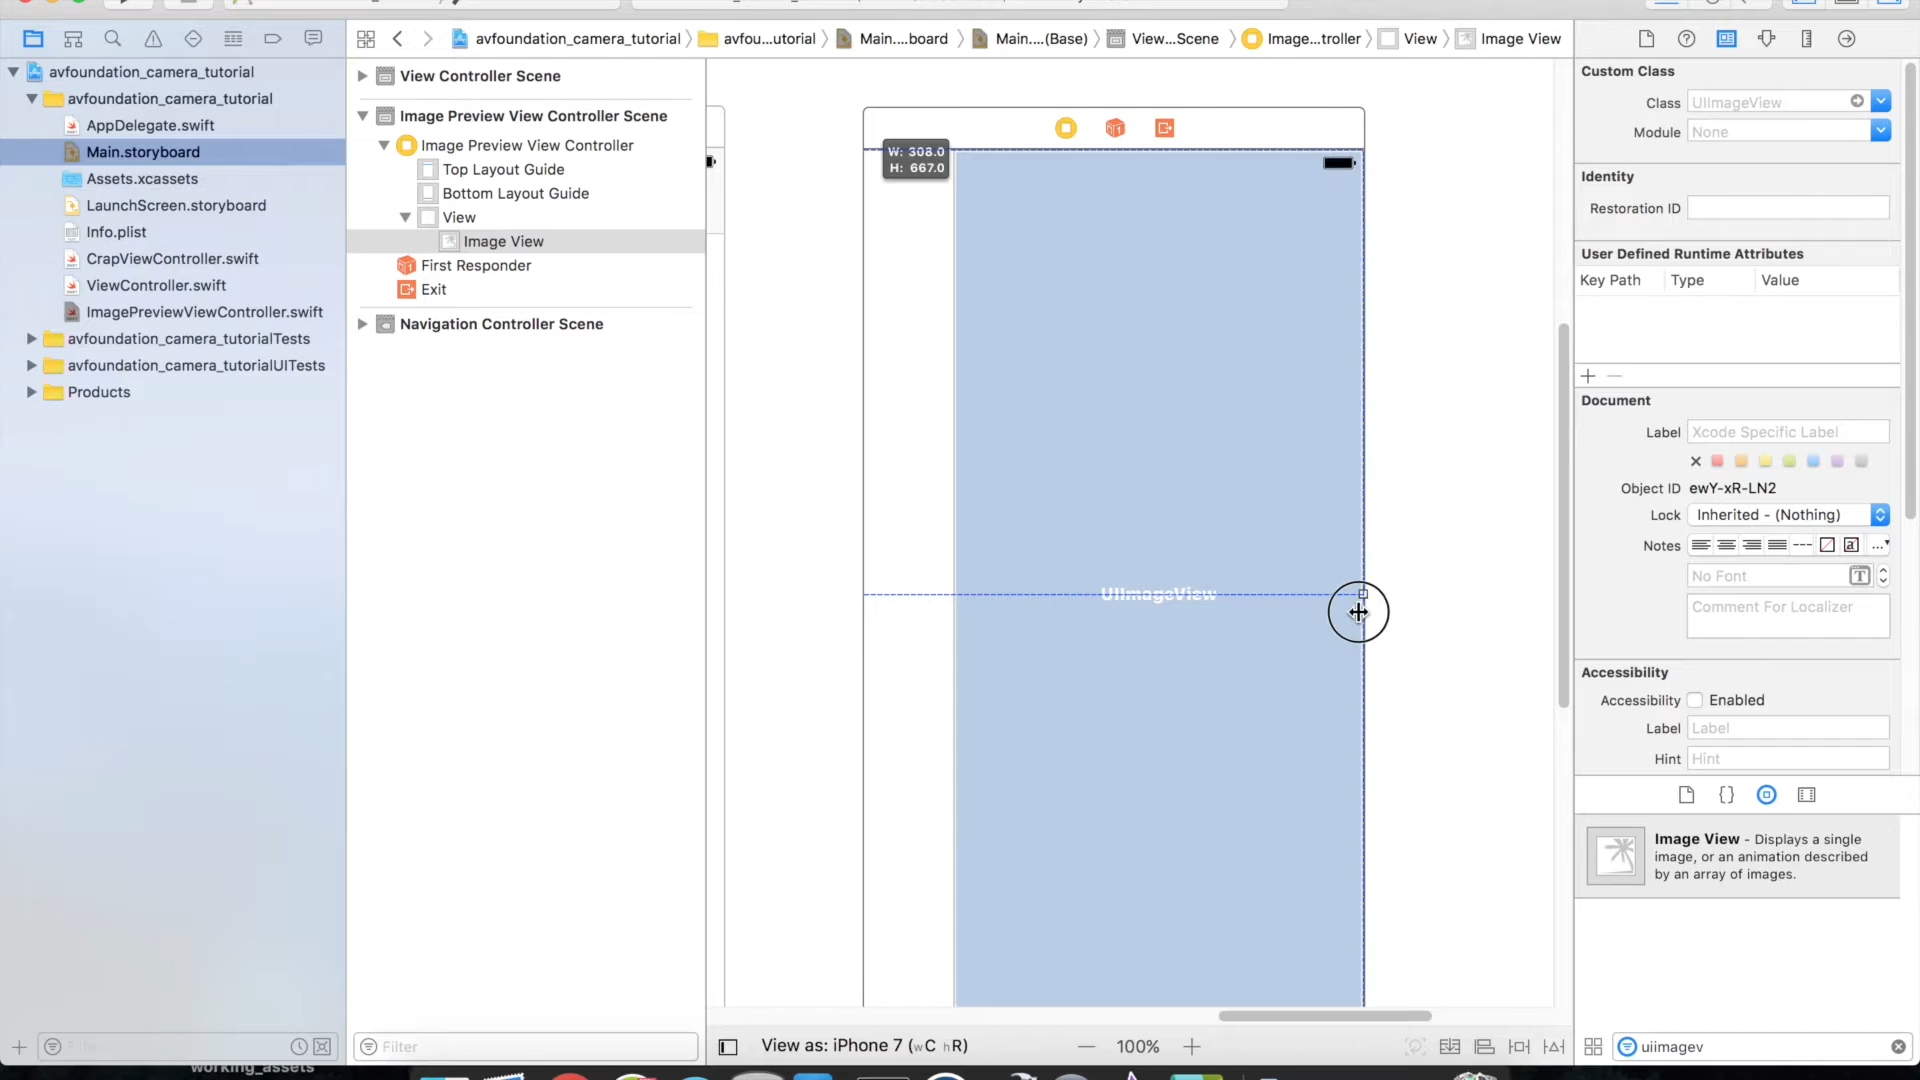 avfoundation_camera_tutorial
avfou...utorial
Main....board
Main....(Base)
View...Scene
Image...troller
View
Image View
avfoundation_camera_tutorial
avfoundation_camera_tutorial
AppDelegate.swift
Main.storyboard
Assets.xcassets
LaunchScreen.storyboard
Info.plist
CrapViewController.swift
ViewController.swift
ImagePreviewViewController.swift
avfoundation_camera_tutorialTests
avfoundation_camera_tutorialUITests
Products
Filter
working_assets
View Controller Scene
Image Preview View Controller Scene
Image Preview View Controller
Top Layout Guide
Bottom Layout Guide
View
Image View
First Responder
Exit
Navigation Controller Scene
Filter
W: 308.0
H: 667.0
UIImageView
View as: iPhone 7 (wC hR)
100%
Custom Class
Class UIImageView
Module None
Identity
Restoration ID
User Defined Runtime Attributes
Key Path Type Value
Document
Label Xcode Specific Label
Object ID ewY-xR-LN2
Lock Inherited - (Nothing)
Notes
No Font
Comment For Localizer
Accessibility
Accessibility Enabled
Label Label
Hint Hint
Image View - Displays a single
image, or an animation described
by an array of images.
uiimagev